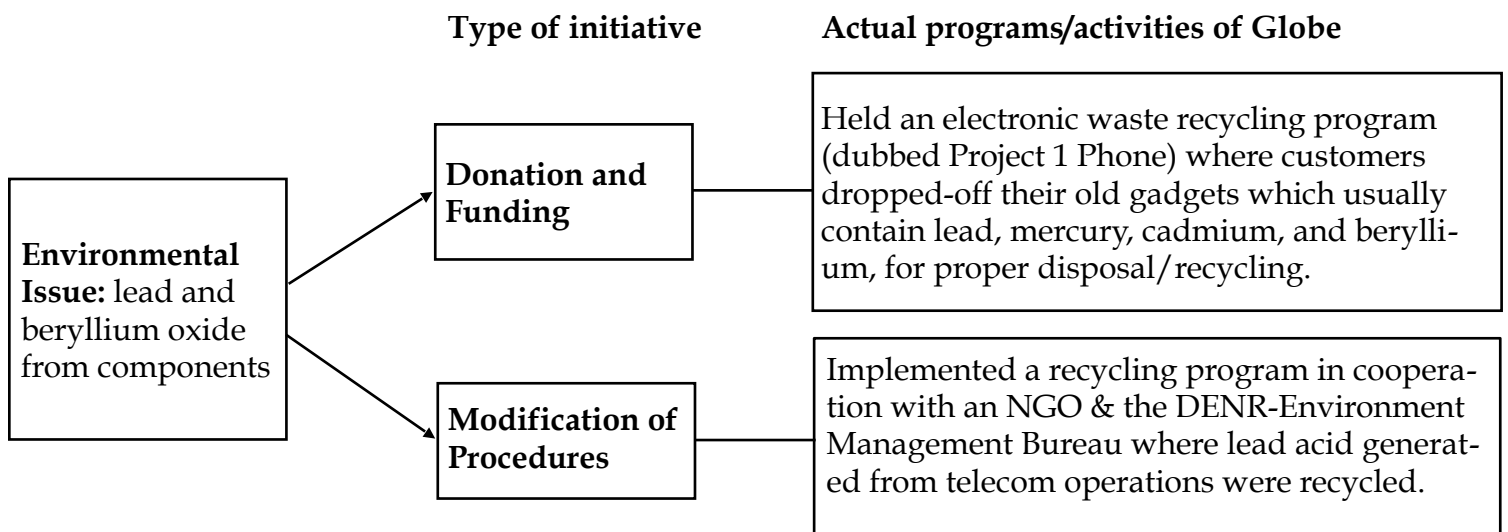 Type of initiative
Actual programs/activities of Globe
Environmental
Issue: lead and
beryllium oxide
from components
Donation and
Funding
Held an electronic waste recycling program
(dubbed Project 1 Phone) where customers
dropped-off their old gadgets which usually
contain lead, mercury, cadmium, and berylli-
um, for proper disposal/recycling.
Modification of
Procedures
Implemented a recycling program in coopera-
tion with an NGO & the DENR-Environment
Management Bureau where lead acid generat-
ed from telecom operations were recycled.